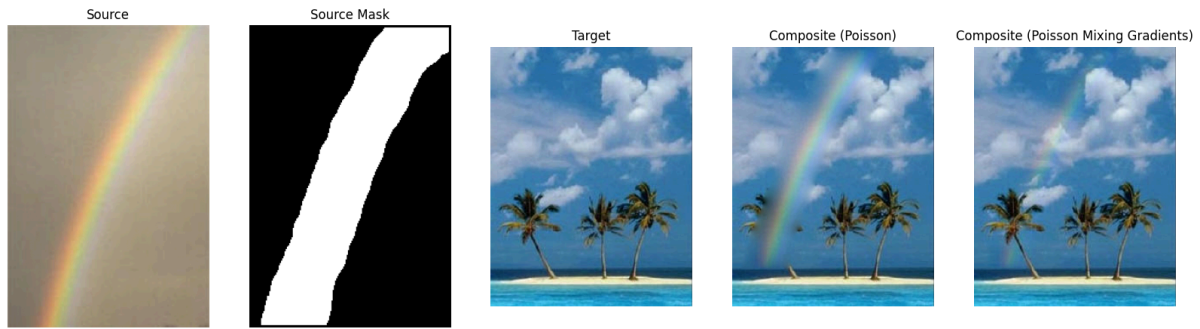 Source
Source Mask
Target
Composite (Poisson)
Composite (Poisson Mixing Gradients)